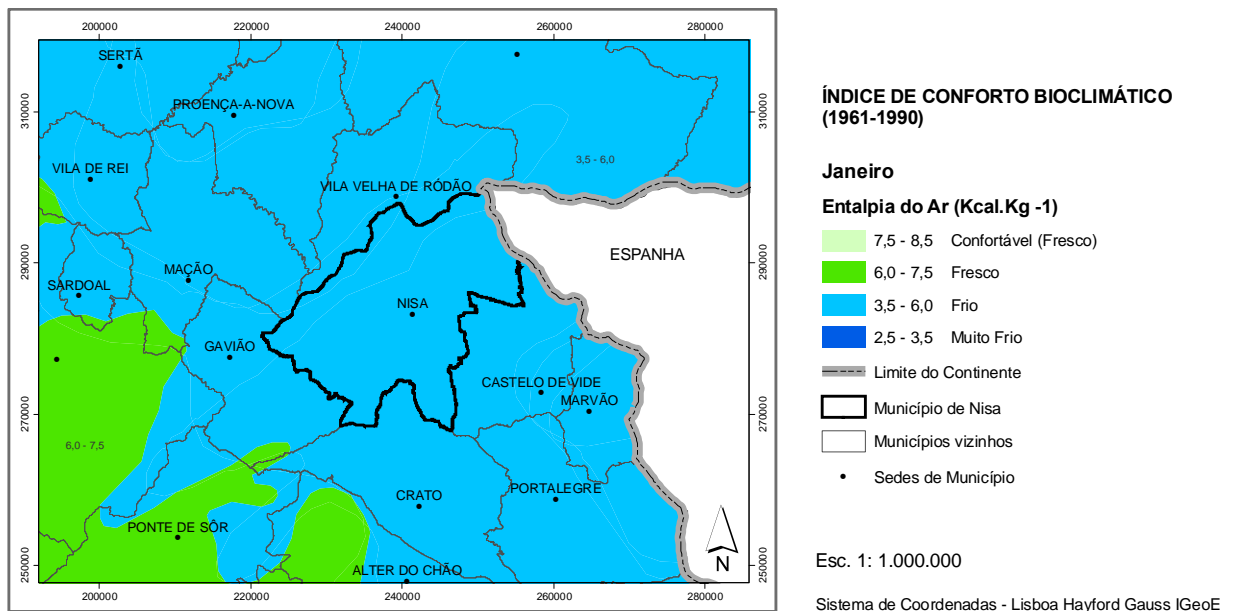 200000 220000 240000 260000 280000
SERTÃ
310000 310000
PROENÇA-A-NOVA
3,5 - 6,0
VILA DE REI
VILA VELHA DE RÓDÃO
ESPANHA
290000 290000
MAÇÃO
SARDOAL
NISA
GAVIÃO
CASTELO DE VIDE
MARVÃO
270000 270000
6,0 - 7,5
CRATO
PORTALEGRE
PONTE DE SÔR
N
ALTER DO CHÃO
250000 250000
200000 220000 240000 260000 280000
ÍNDICE DE CONFORTO BIOCLIMÁTICO
(1961-1990)
Janeiro
Entalpia do Ar (Kcal.Kg -1)
7,5 - 8,5 Confortável (Fresco)
6,0 - 7,5 Fresco
3,5 - 6,0 Frio
2,5 - 3,5 Muito Frio
Limite do Continente
Município de Nisa
Municípios vizinhos
Sedes de Município
Esc. 1: 1.000.000
Sistema de Coordenadas - Lisboa Hayford Gauss IGeoE